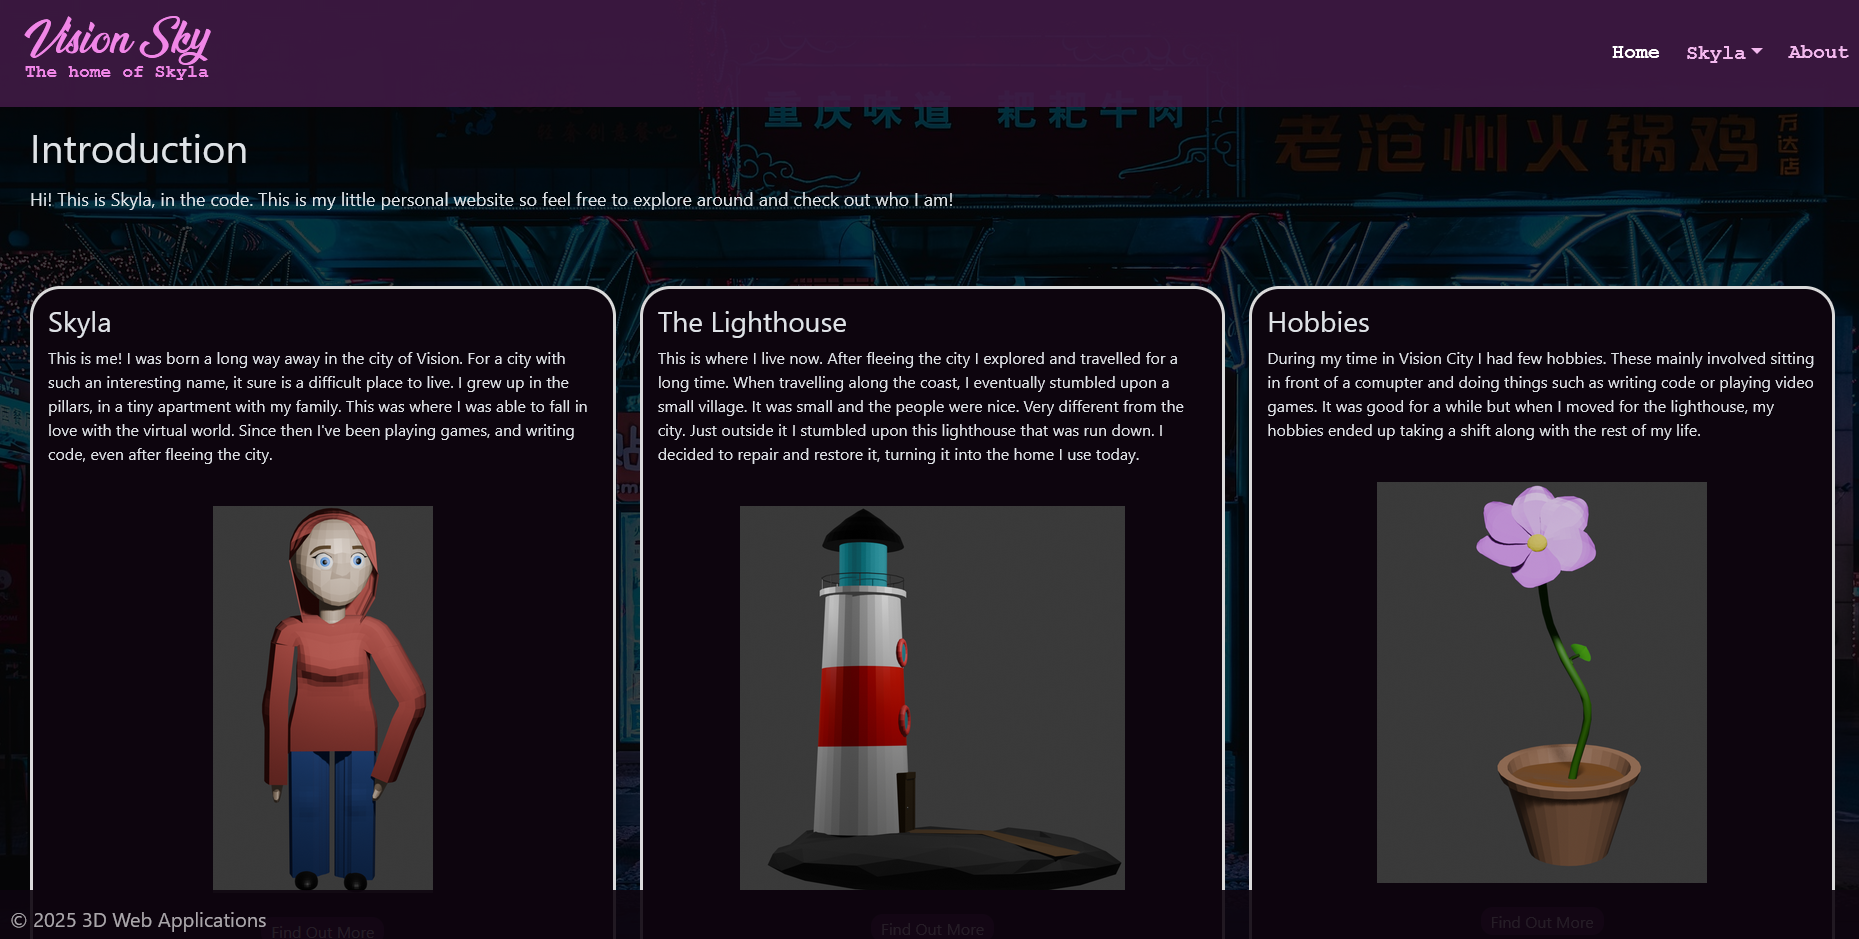 Vision Sky
The home of Skyla
Home
Skyla
About
重庆味道 粑粑牛肉
老沧州火锅鸡
万达店
Introduction
Hi! This is Skyla, in the code. This is my little personal website so feel free to explore around and check out who I am!
Skyla
This is me! I was born a long way away in the city of Vision. For a city with
such an interesting name, it sure is a difficult place to live. I grew up in the
pillars, in a tiny apartment with my family. This was where I was able to fall in
love with the virtual world. Since then I've been playing games, and writing
code, even after fleeing the city.
Find Out More
The Lighthouse
This is where I live now. After fleeing the city I explored and travelled for a
long time. When travelling along the coast, I eventually stumbled upon a
small village. It was small and the people were nice. Very different from the
city. Just outside it I stumbled upon this lighthouse that was run down. I
decided to repair and restore it, turning it into the home I use today.
Find Out More
Hobbies
During my time in Vision City I had few hobbies. These mainly involved sitting
in front of a comupter and doing things such as writing code or playing video
games. It was good for a while but when I moved for the lighthouse, my
hobbies ended up taking a shift along with the rest of my life.
Find Out More
© 2025 3D Web Applications